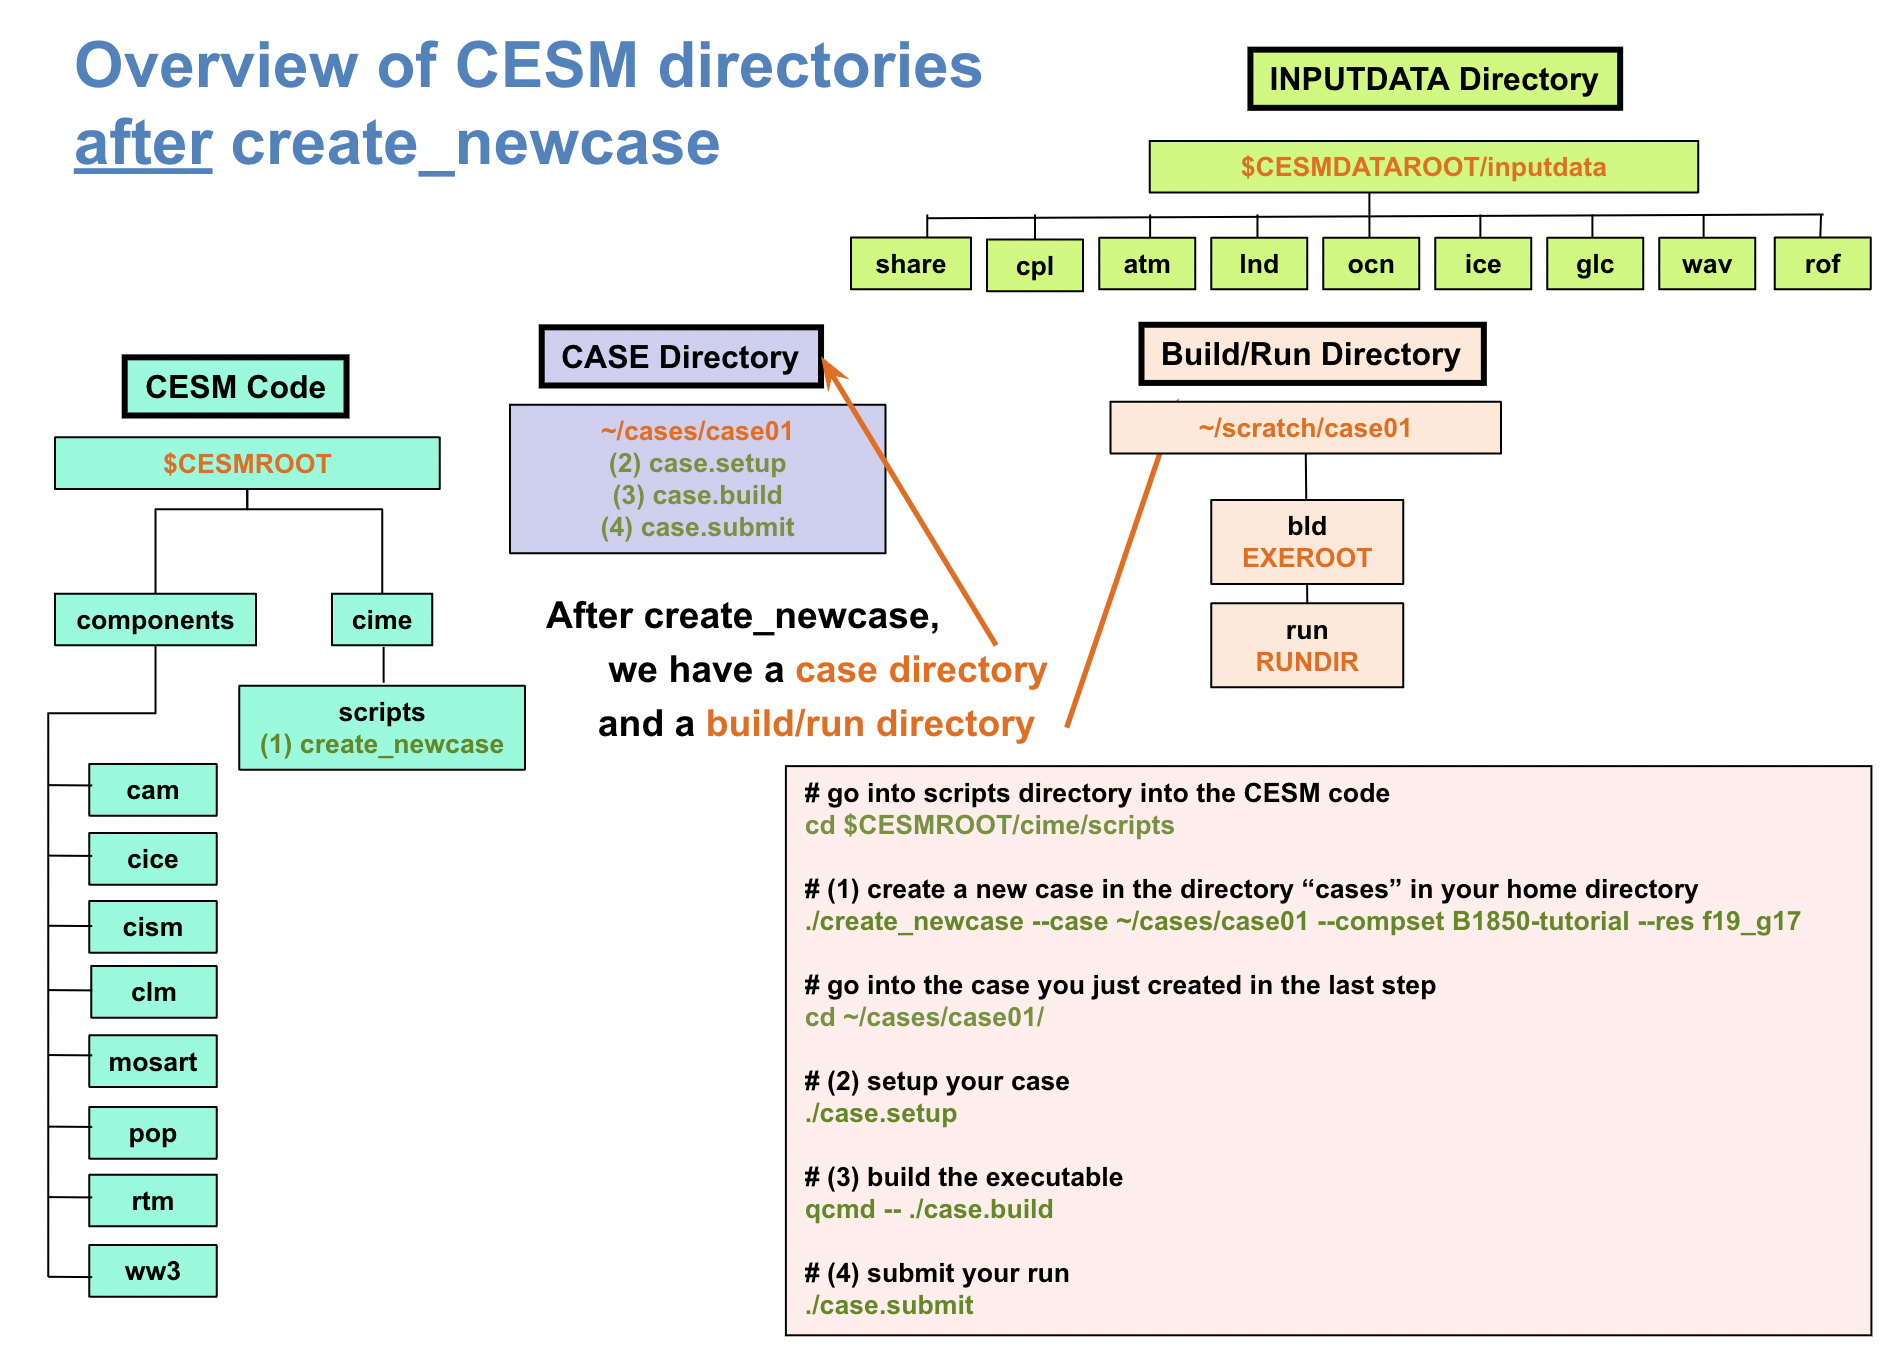 Overview of CESM directories
after create_newcase
INPUTDATA Directory
$CESMDATAROOT/inputdata
share
cpl
atm
lnd
ocn
ice
glc
wav
rof
CESM Code
$CESMROOT
components
cime
scripts
(1) create_newcase
cam
cice
cism
clm
mosart
pop
rtm
ww3
CASE Directory
~/cases/case01
(2) case.setup
(3) case.build
(4) case.submit
Build/Run Directory
~/scratch/case01
bld
EXEROOT
run
RUNDIR
After create_newcase,
we have a case directory
and a build/run directory
# go into scripts directory into the CESM code
cd $CESMROOT/cime/scripts
# (1) create a new case in the directory “cases” in your home directory
./create_newcase --case ~/cases/case01 --compset B1850-tutorial --res f19_g17
# go into the case you just created in the last step
cd ~/cases/case01/
# (2) setup your case
./case.setup
# (3) build the executable
qcmd -- ./case.build
# (4) submit your run
./case.submit